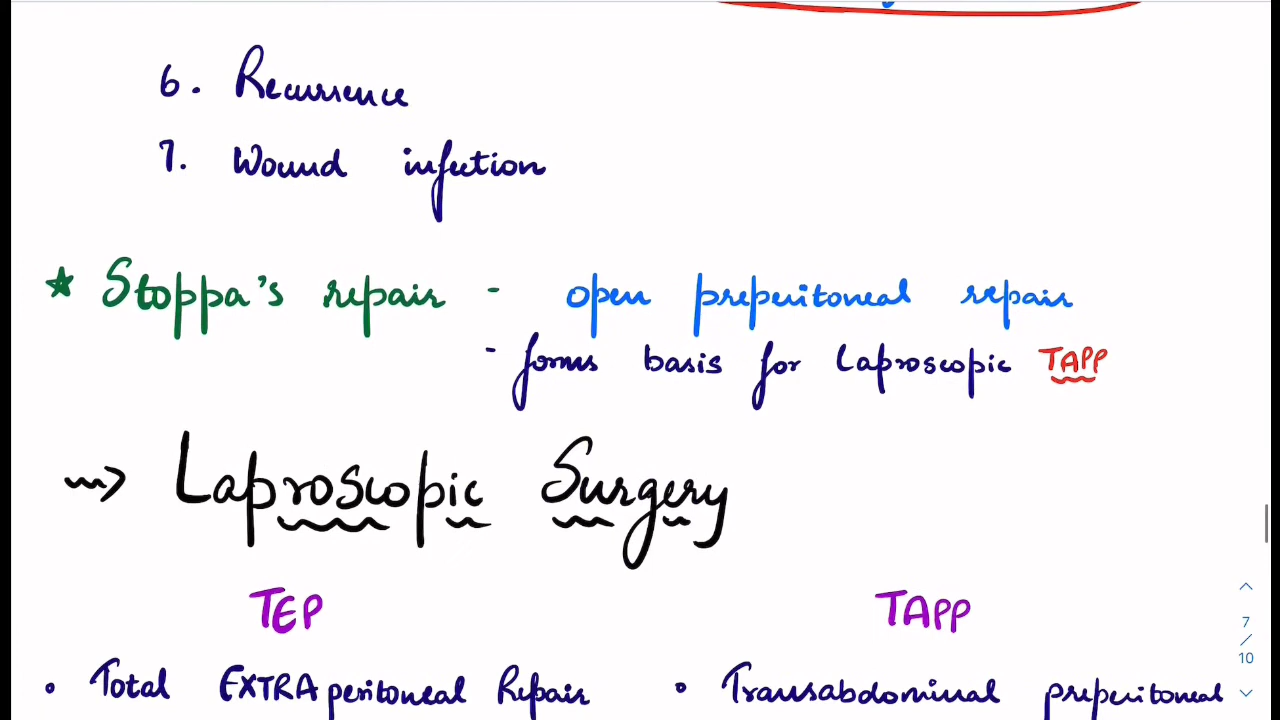 6. Recurrence
7. Wound infection
★ Stoppa's repair - open preperitoneal repair
- forms basis for Laproscopic TAPP
⇝ Laproscopic Surgery
TEP TAPP
• Total EXTRAperitoneal Repair • Transabdominal preperitoneal
7
/
10